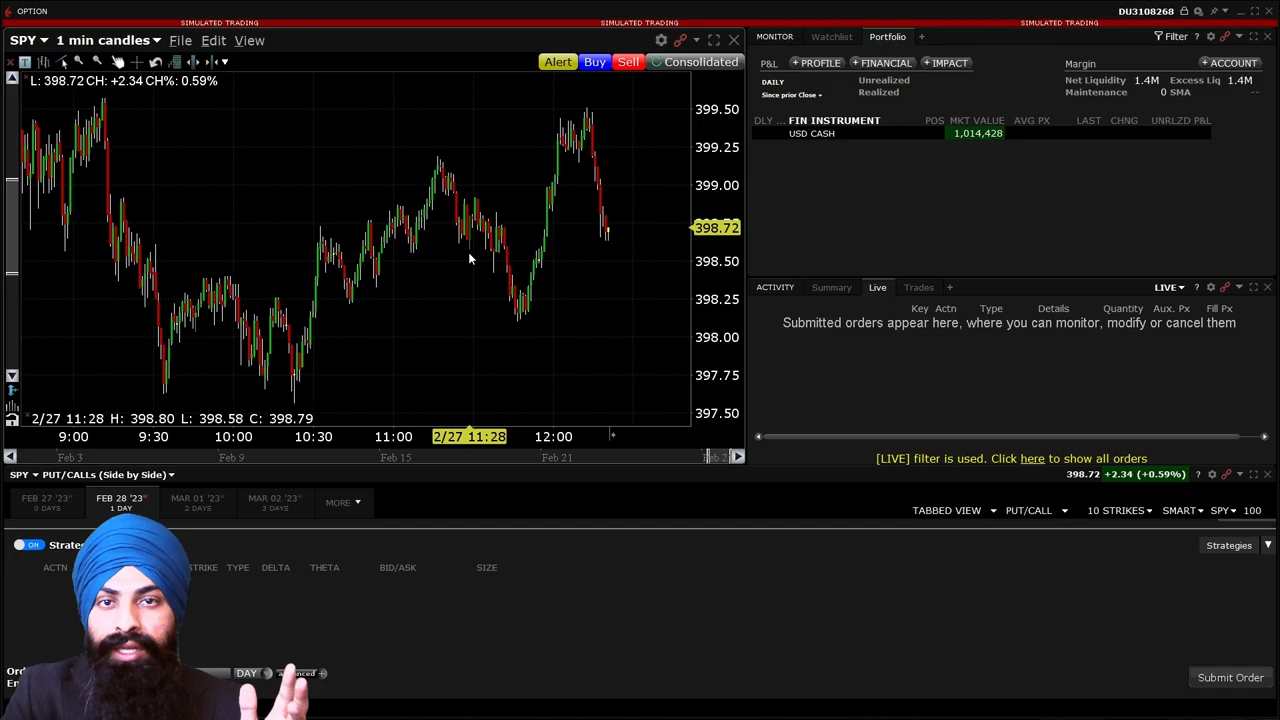 OPTION
DU3108268
SIMULATED TRADING SIMULATED TRADING SIMULATED TRADING
SPY 1 min candles File Edit View
Alert Buy Sell Consolidated
L: 398.72 CH: +2.34 CH%: 0.59%
399.50
399.25
399.00
398.72
398.50
398.25
398.00
397.75
397.50
2/27 11:28 H: 398.80 L: 398.58 C: 398.79
9:00 9:30 10:00 10:30 11:00 2/27 11:28 12:00
Feb 3 Feb 9 Feb 15 Feb 21
MONITOR Watchlist Portfolio + Filter ?
P&L + PROFILE + FINANCIAL + IMPACT Margin + ACCOUNT
DAILY Unrealized Net Liquidity 1.4M Excess Liq 1.4M
Since prior Close Realized Maintenance 0 SMA --
DLY ... FIN INSTRUMENT POS MKT VALUE AVG PX LAST CHNG UNRLZD P&L
USD CASH 1,014,428
ACTIVITY Summary Live Trades + LIVE ?
Key Actn Type Details Quantity Aux. Px Fill Px
Submitted orders appear here, where you can monitor, modify or cancel them
[LIVE] filter is used. Click here to show all orders
SPY PUT/CALLs (Side by Side) 398.72 +2.34 (+0.59%) ?
FEB 27 '23 FEB 28 '23 MAR 01 '23 MAR 02 '23 MORE
0 DAYS 1 DAY 2 DAYS 3 DAYS
TABBED VIEW PUT/CALL 10 STRIKES SMART SPY 100
ON Strate Strategies
ACTN STRIKE TYPE DELTA THETA BID/ASK SIZE
Ord DAY
En
Submit Order